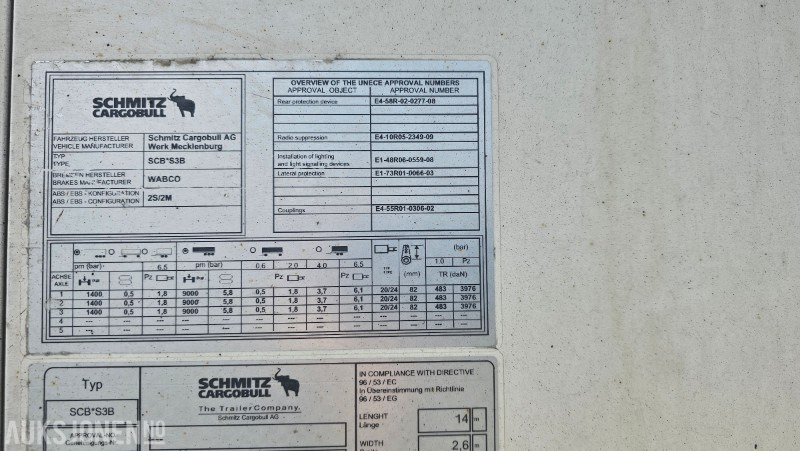 SCHMITZ
CARGOBULL
FAHRZEUG HERSTELLER
VEHICLE MANUFACTURER
Schmitz Cargobull AG
Werk Mecklenburg
TYP
TYPE
SCB*S3B
BREMSEN HERSTELLER
BRAKES MANUFACTURER
WABCO
ABS / EBS - KONFIGURATION
ABS / EBS - CONFIGURATION
2S/2M
OVERVIEW OF THE UNECE APPROVAL NUMBERS
APPROVAL OBJECT APPROVAL NUMBER
Rear protection device E4-58R-02-0277-08
Radio suppression E4-10R05-2349-09
Installation of lighting
and light signalling devices E1-48R06-0559-08
Lateral protection E1-73R01-0066-03
Couplings E4-55R01-0306-02
pm (bar) 6.5 pm (bar) 0.6 2.0 4.0 6.5 (bar)
1.0 Pz
ACHSE
AXLE
Pz Pz (mm) TR (daN)
1 1400 0,5 1,8 9000 5,8 0,5 1,8 3,7 6,1 20/24 82 483 3976
2 1400 0,5 1,8 9000 5,8 0,5 1,8 3,7 6,1 20/24 82 483 3976
3 1400 0,5 1,8 9000 5,8 0,5 1,8 3,7 6,1 20/24 82 483 3976
4 --- --- --- --- --- --- --- --- --- --- --- --- ---
5 --- --- --- --- --- --- --- --- --- --- --- --- ---
Typ
SCB*S3B
APPROVAL-NO.
Genehmigungs-Nr.
SCHMITZ
CARGOBULL
The TrailerCompany.
Schmitz Cargobull AG
IN COMPLIANCE WITH DIRECTIVE
96 / 53 / EC
In Übereinstimmung mit Richtlinie
96 / 53 / EG
LENGHT
Länge
14 m
WIDTH
2,6 m
AUKSJONEN.NO